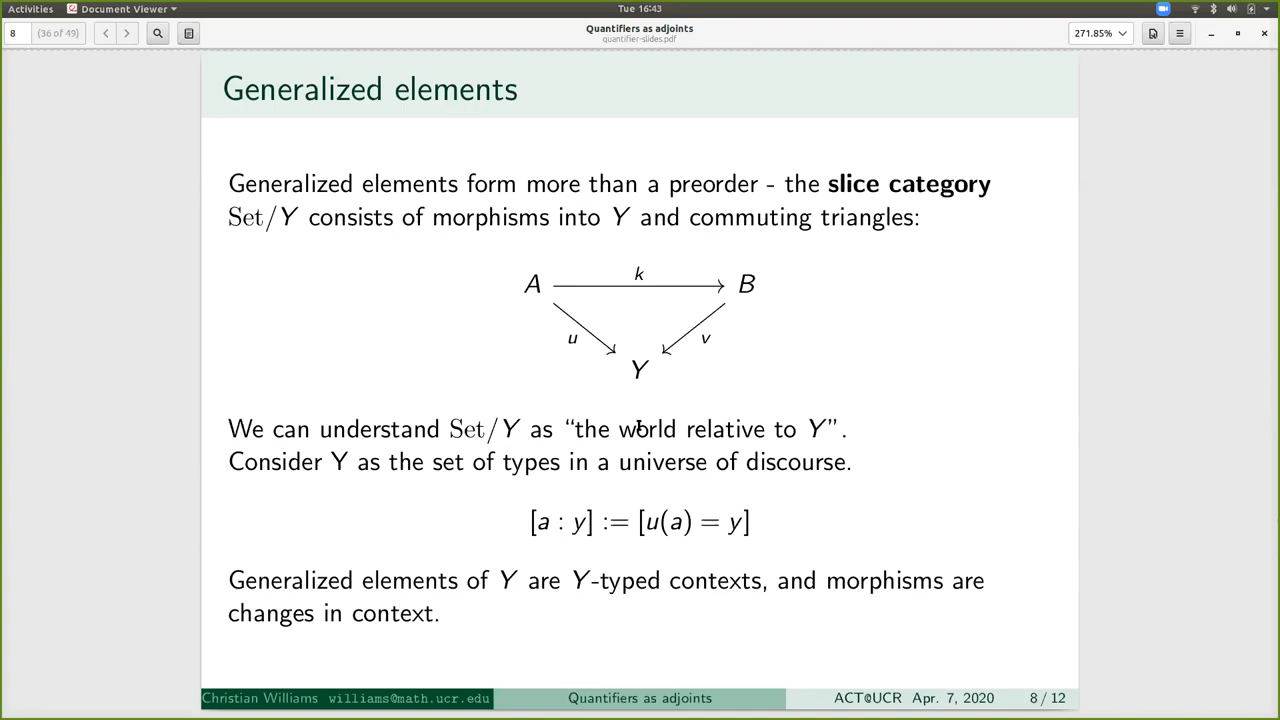 Activities Document Viewer Tue 16:43
8 (36 of 49) Quantifiers as adjoints 271.85%
quantifier-slides.pdf
Generalized elements
Generalized elements form more than a preorder - the slice category
Set/Y consists of morphisms into Y and commuting triangles:
k
A B
u v
Y
We can understand Set/Y as “the world relative to Y”.
Consider Y as the set of types in a universe of discourse.
[a : y] := [u(a) = y]
Generalized elements of Y are Y-typed contexts, and morphisms are
changes in context.
Christian Williams williams@math.ucr.edu Quantifiers as adjoints ACT@UCR Apr. 7, 2020 8 / 12